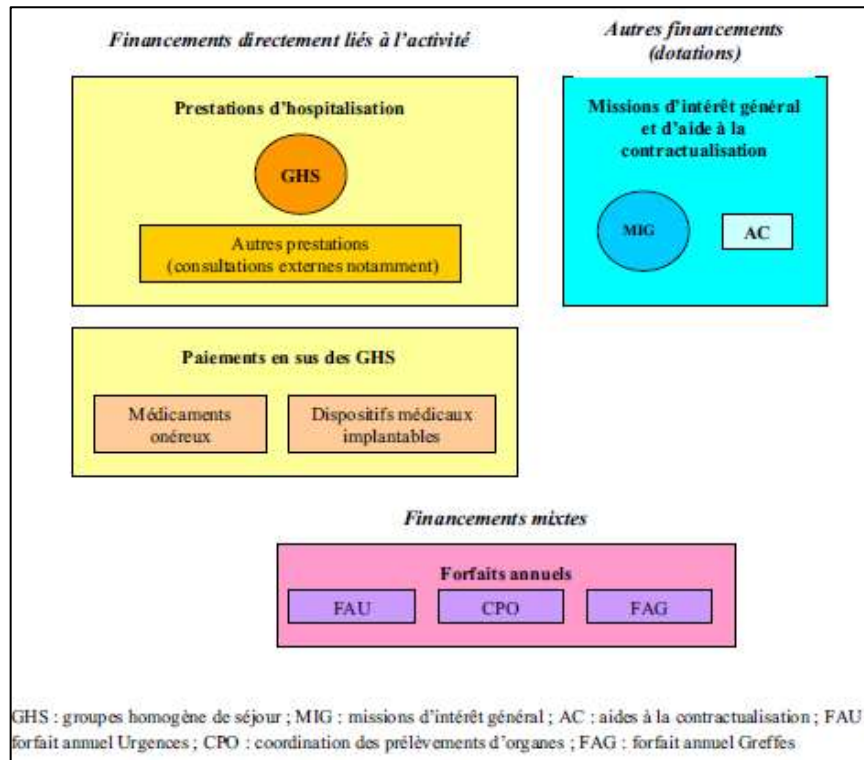 Financements directement liés à l'activité
Autres financements
(dotations)
Prestations d'hospitalisation
GHS
Autres prestations
(consultations externes notamment)
Missions d'intérêt général
et d'aide à la
contractualisation
MIG
AC
Paiements en sus des GHS
Médicaments
onéreux
Dispositifs médicaux
implantables
Financements mixtes
Forfaits annuels
FAU
CPO
FAG
GHS : groupes homogène de séjour ; MIG : missions d'intérêt général ; AC : aides à la contractualisation ; FAU
forfait annuel Urgences ; CPO : coordination des prélèvements d'organes ; FAG : forfait annuel Greffes